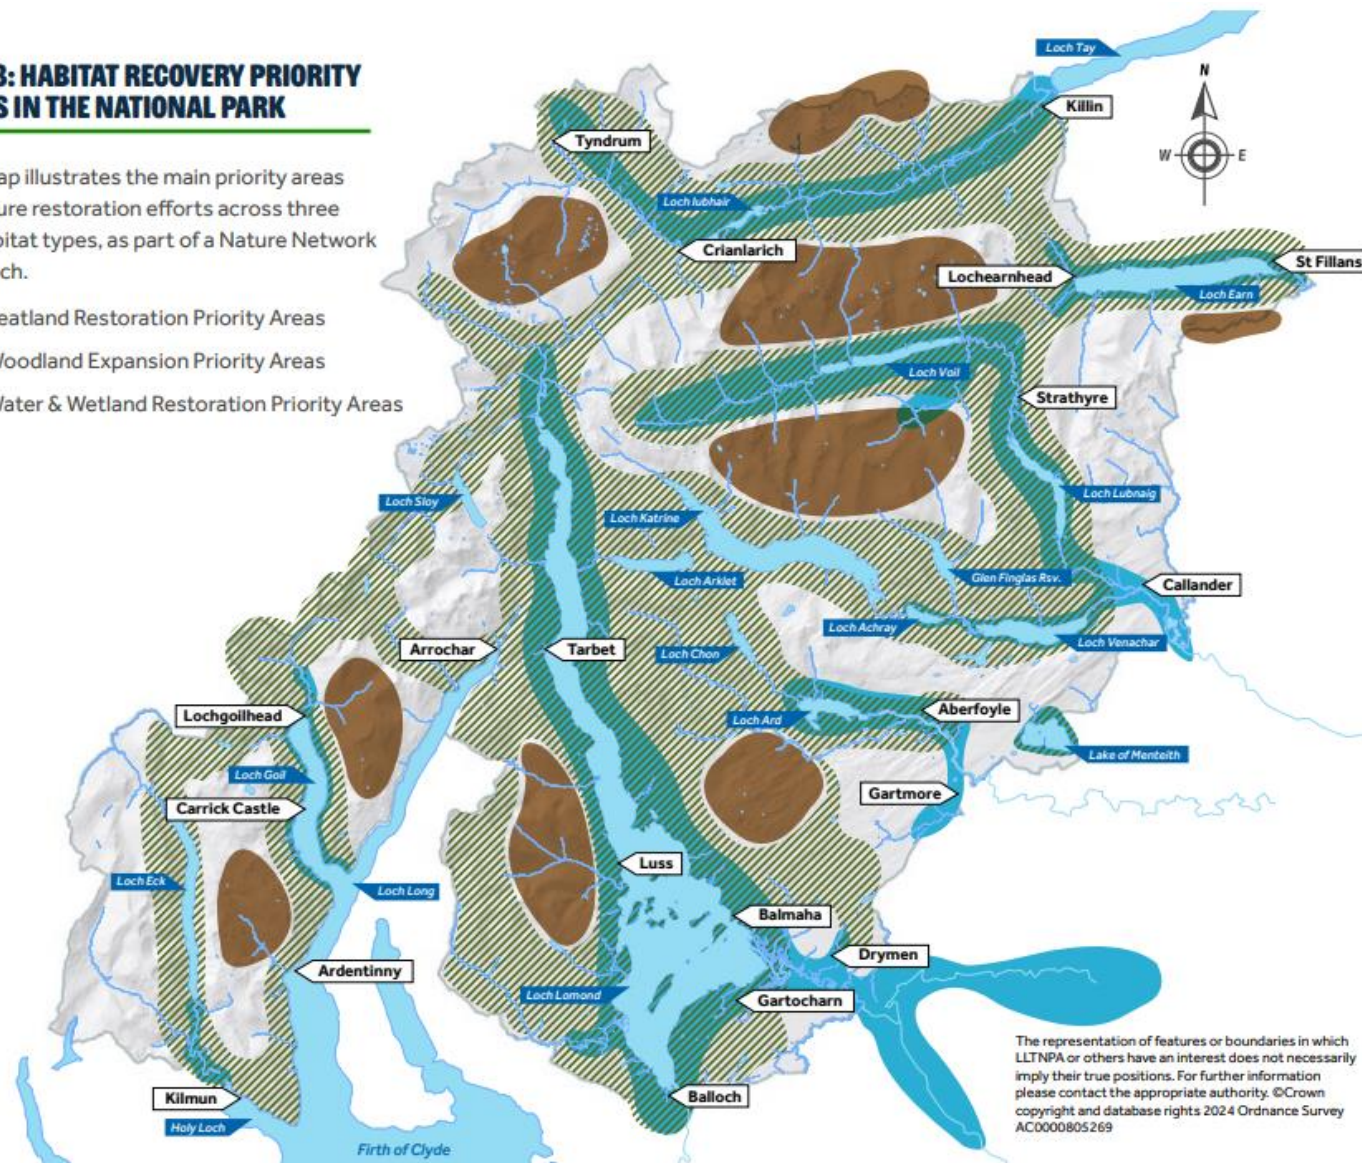 3: HABITAT RECOVERY PRIORITY
S IN THE NATIONAL PARK
ap illustrates the main priority areas
ure restoration efforts across three
bitat types, as part of a Nature Network
ch.
eatland Restoration Priority Areas
Woodland Expansion Priority Areas
Water & Wetland Restoration Priority Areas
Loch Tay
Killin
N
W
E
Tyndrum
Loch Iubhair
Crianlarich
Lochearnhead
St Fillans
Loch Earn
Loch Voil
Strathyre
Loch Lubnaig
Loch Sloy
Loch Katrine
Loch Arklet
Glen Finglas Rsv.
Callander
Loch Achray
Loch Venachar
Arrochar
Tarbet
Loch Chon
Lochgoilhead
Loch Ard
Aberfoyle
Lake of Menteith
Loch Goil
Carrick Castle
Gartmore
Luss
Loch Eck
Loch Long
Balmaha
Drymen
Ardentinny
Loch Lomond
Gartocharn
Kilmun
Balloch
Holy Loch
Firth of Clyde
The representation of features or boundaries in which
LLTNPA or others have an interest does not necessarily
imply their true positions. For further information
please contact the appropriate authority. ©Crown
copyright and database rights 2024 Ordnance Survey
AC0000805269